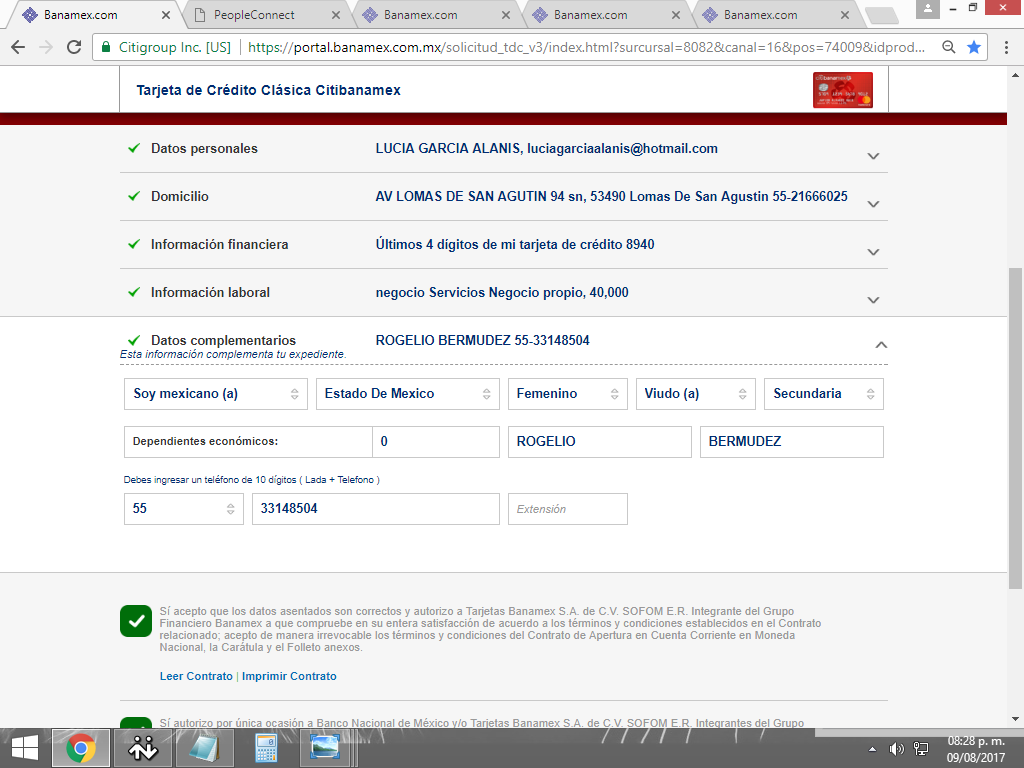 Banamex.com
PeopleConnect
Banamex.com
Banamex.com
Banamex.com
Citigroup Inc. [US]
https://portal.banamex.com.mx/solicitud_tdc_v3/index.html?sursursal=8082&canal=16&pos=74009&idprod...
Tarjeta de Crédito Clásica Citibanamex
Datos personales
LUCIA GARCIA ALANIS, luciagarciaalanis@hotmail.com
Domicilio
AV LOMAS DE SAN AGUTIN 94 sn, 53490 Lomas De San Agustin 55-21666025
Información financiera
Últimos 4 dígitos de mi tarjeta de crédito 8940
Información laboral
negocio Servicios Negocio propio, 40,000
Datos complementarios
ROGELIO BERMUDEZ 55-33148504
Esta información complementa tu expediente.
Soy mexicano (a)
Estado De Mexico
Femenino
Viudo (a)
Secundaria
Dependientes económicos:
0
ROGELIO
BERMUDEZ
Debes ingresar un teléfono de 10 dígitos ( Lada + Telefono )
55
33148504
Extensión
Sí acepto que los datos asentados son correctos y autorizo a Tarjetas Banamex S.A. de C.V. SOFOM E.R. Integrante del Grupo
Financiero Banamex a que compruebe en su entera satisfacción de acuerdo a los términos y condiciones establecidos en el Contrato
relacionado; acepto de manera irrevocable los términos y condiciones del Contrato de Apertura en Cuenta Corriente en Moneda
Nacional, la Carátula y el Folleto anexos.
Leer Contrato | Imprimir Contrato
Sí autorizo por única ocasión a Banco Nacional de México y/o Tarjetas Banamex S.A. de C.V. SOFOM E.R. Integrantes del Grupo
08:28 p. m.
09/08/2017